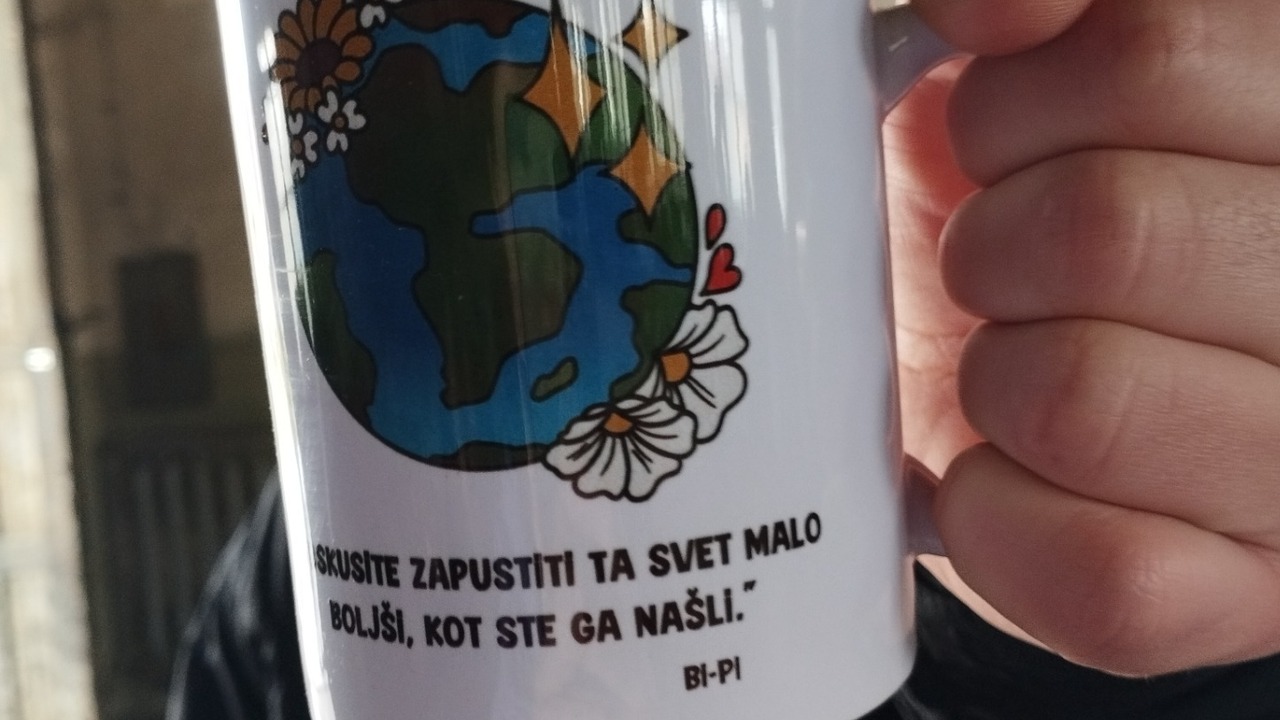 SKUSITE ZAPUSTITI TA SVET MALO
BOLJŠI, KOT STE GA NAŠLI."
BI-PI